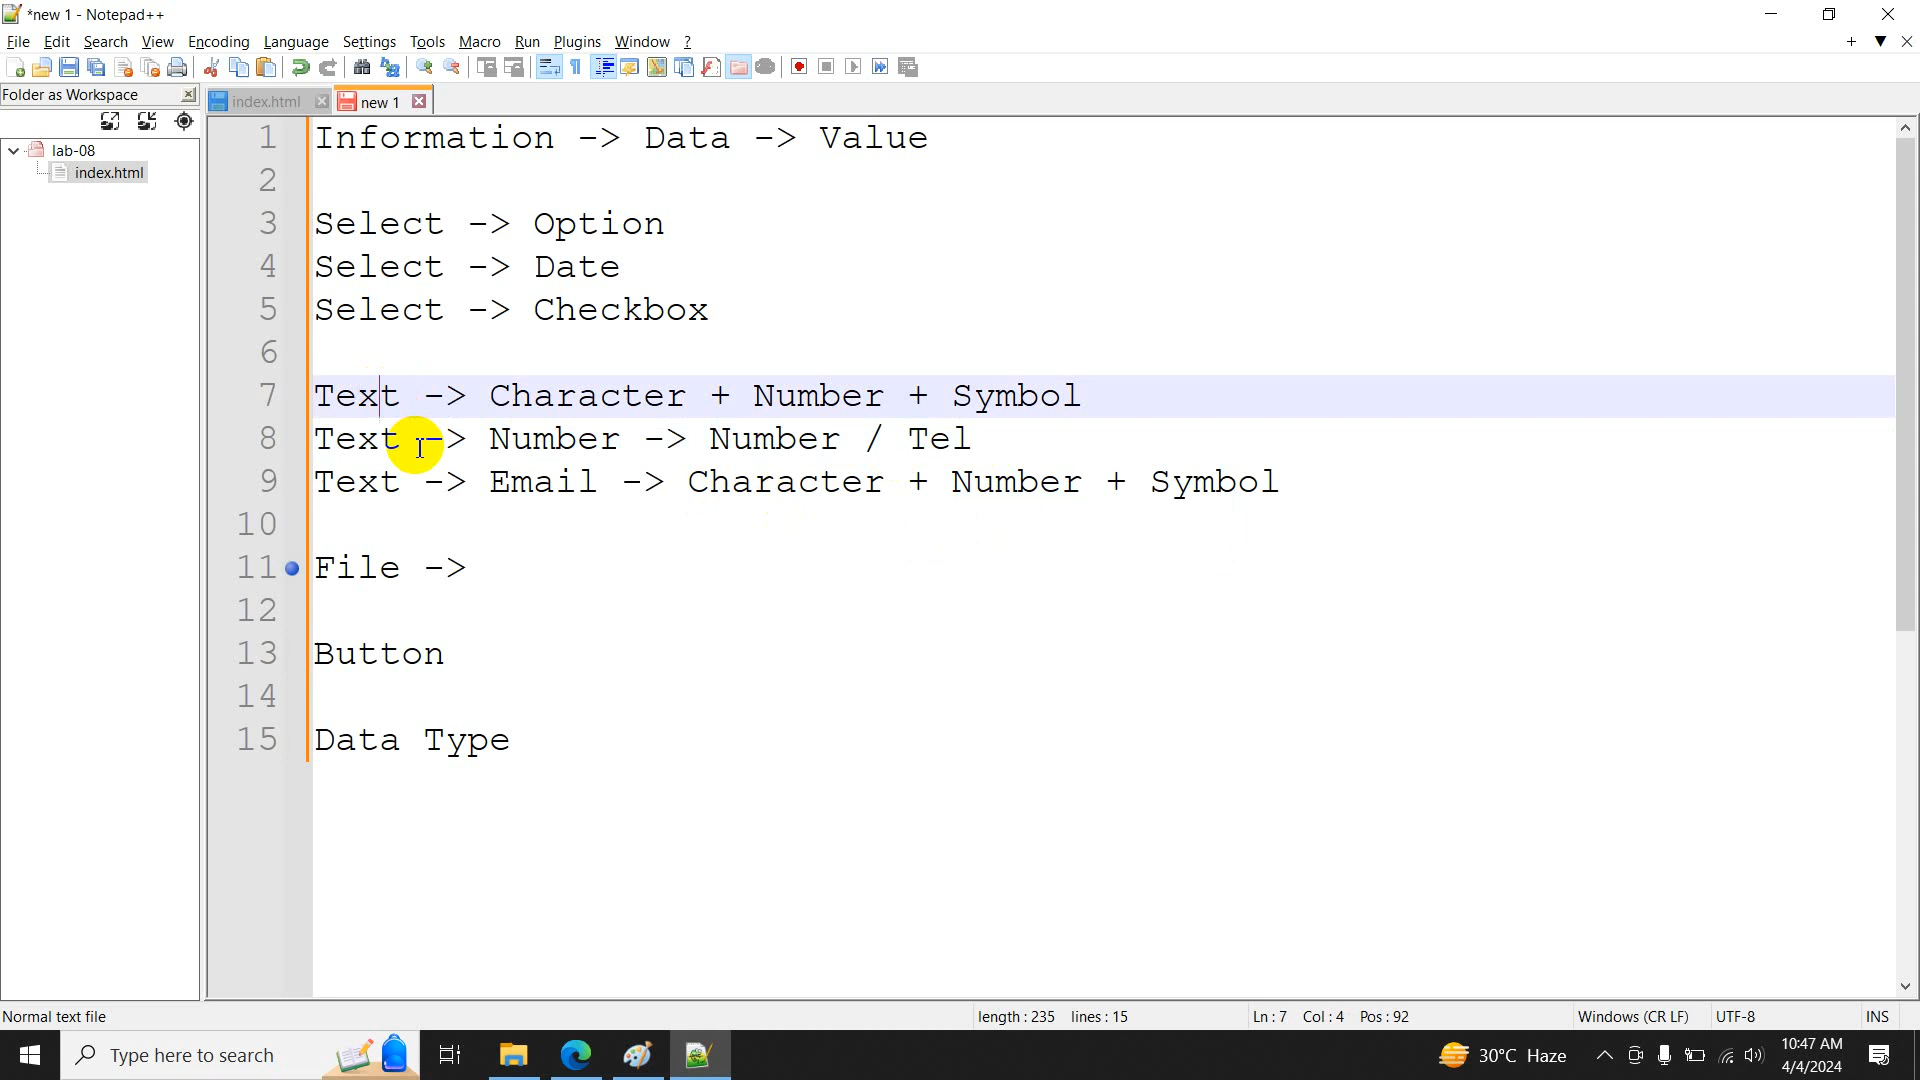 *new 1 - Notepad++
File Edit Search View Encoding Language Settings Tools Macro Run Plugins Window ?
Folder as Workspace
index.html
new 1
lab-08
index.html
1 Information -> Data -> Value
2
3 Select -> Option
4 Select -> Date
5 Select -> Checkbox
6
7 Text -> Character + Number + Symbol
8 Text -> Number -> Number / Tel
9 Text -> Email -> Character + Number + Symbol
10
11 File ->
12
13 Button
14
15 Data Type
Normal text file length : 235 lines : 15 Ln : 7 Col : 4 Pos : 92 Windows (CR LF) UTF-8 INS
Type here to search
30°C Haze
10:47 AM
4/4/2024